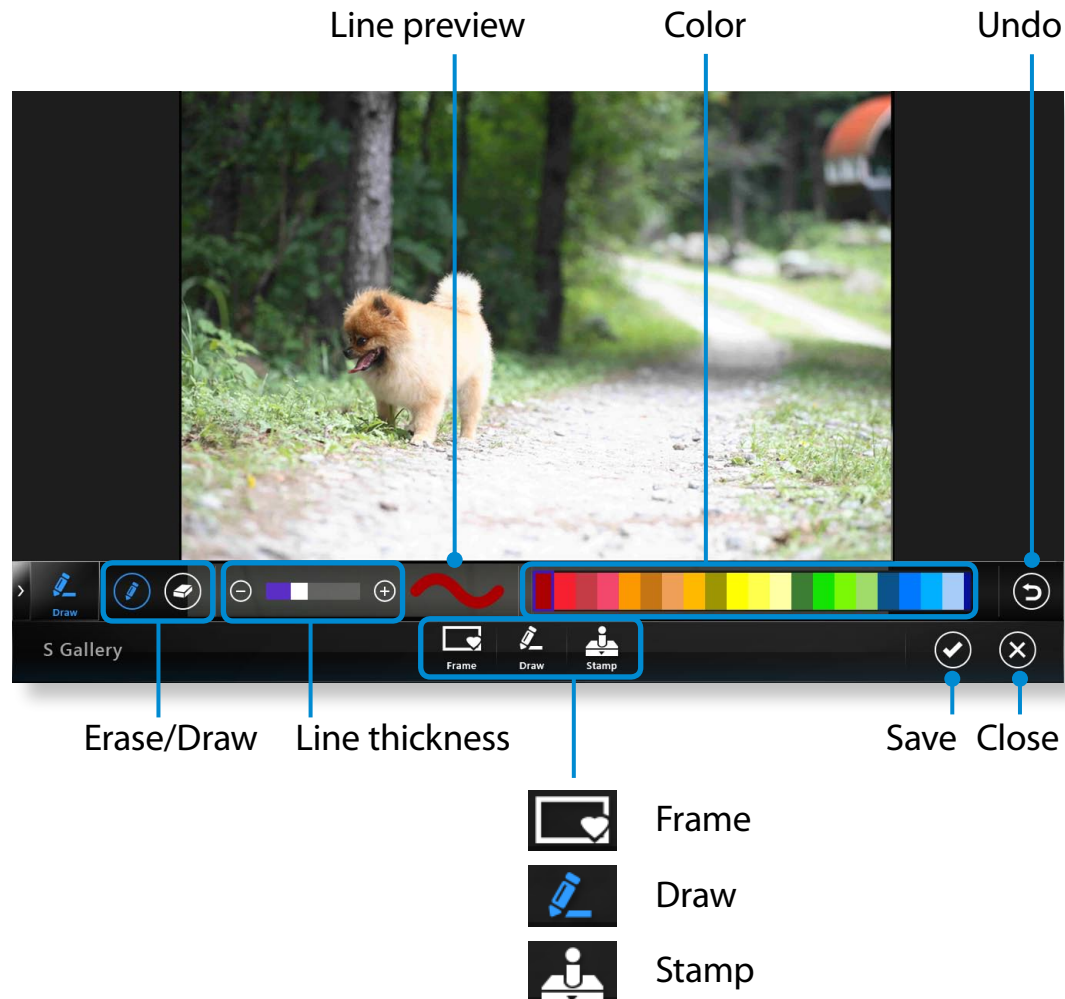 Line preview Color Undo
Draw
S Gallery
Frame Draw Stamp
Erase/Draw Line thickness Save Close
Frame
Draw
Stamp